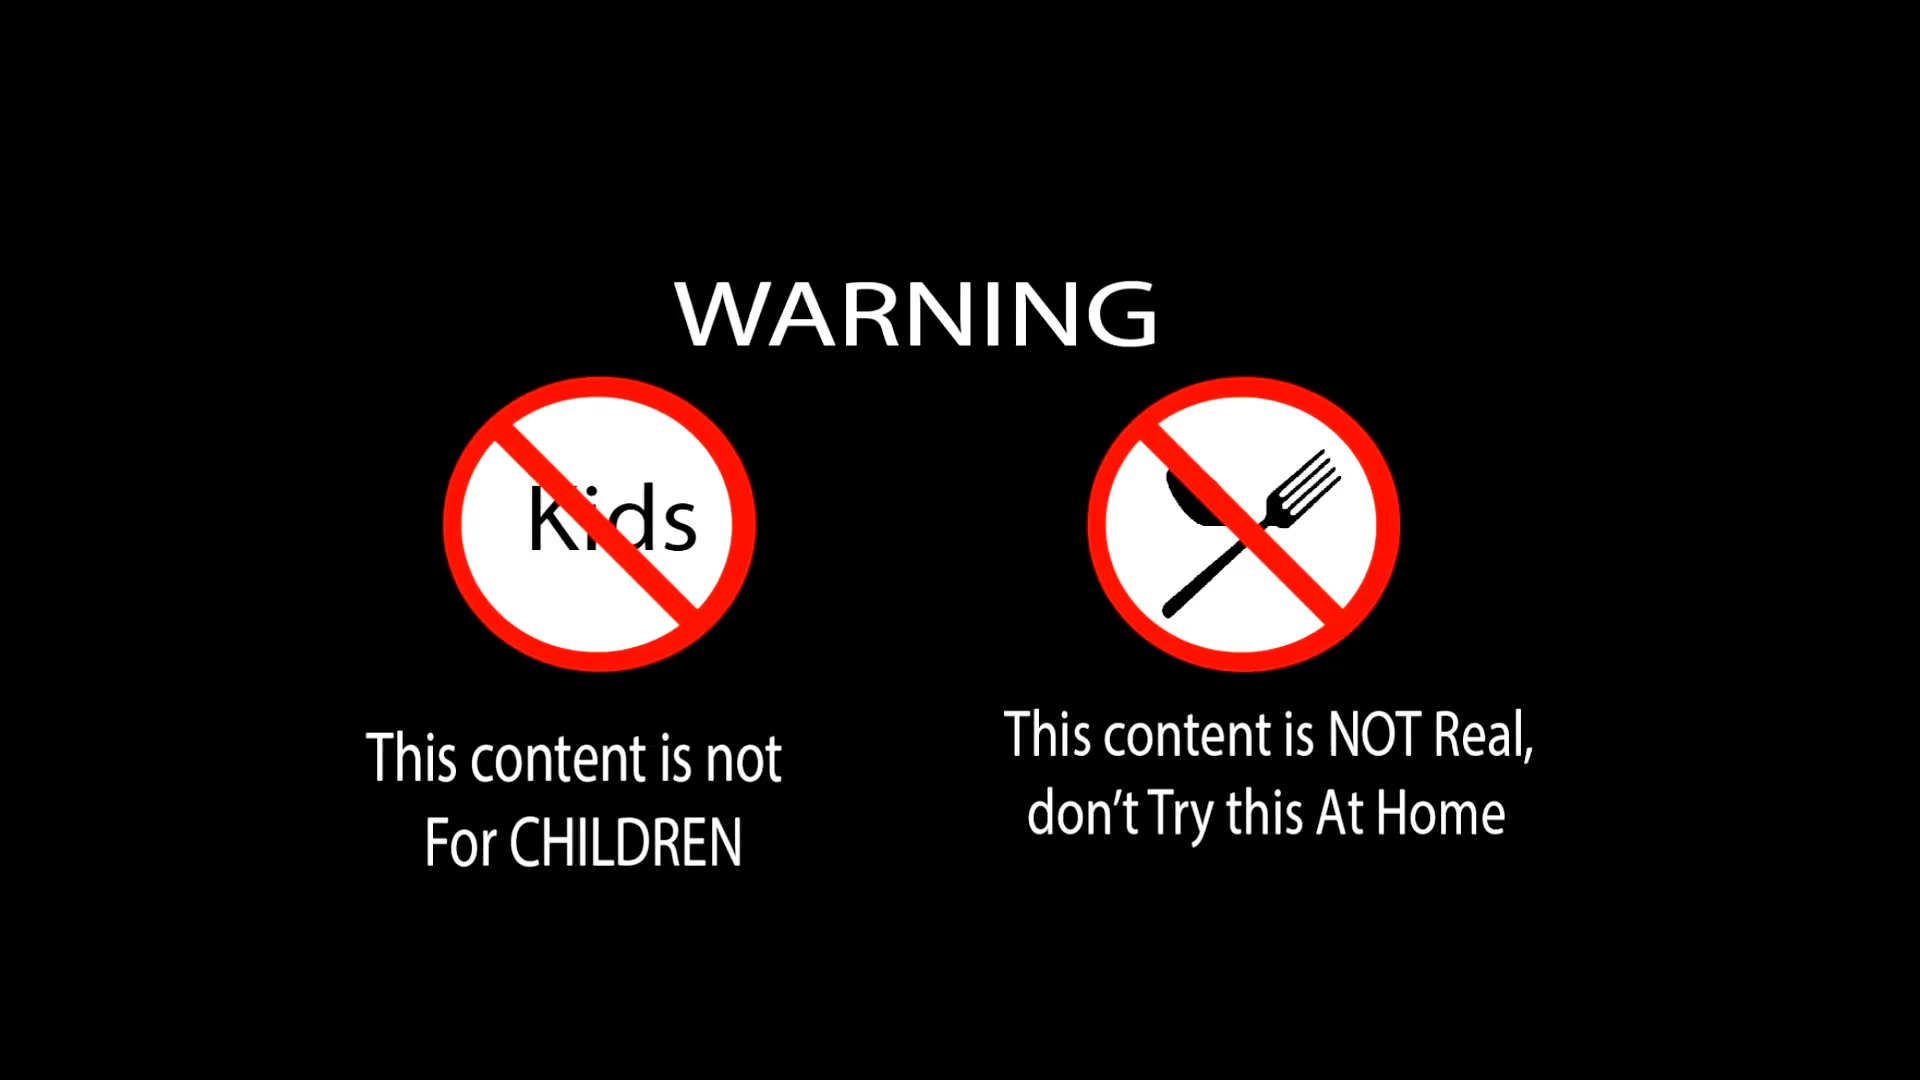 WARNING
Kids
This content is not
For CHILDREN
This content is NOT Real,
don't Try this At Home